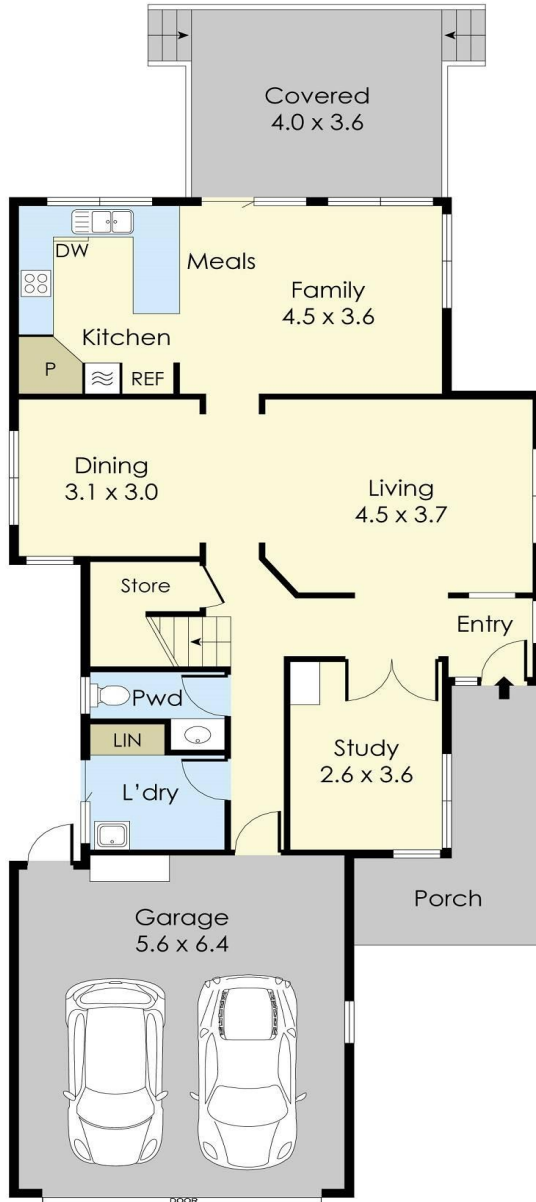 Covered
4.0 x 3.6
DW
Meals
Family
4.5 x 3.6
Kitchen
P
REF
Dining
3.1 x 3.0
Living
4.5 x 3.7
Store
Entry
Pwd
LIN
Study
2.6 x 3.6
L'dry
Porch
Garage
5.6 x 6.4
DOOR